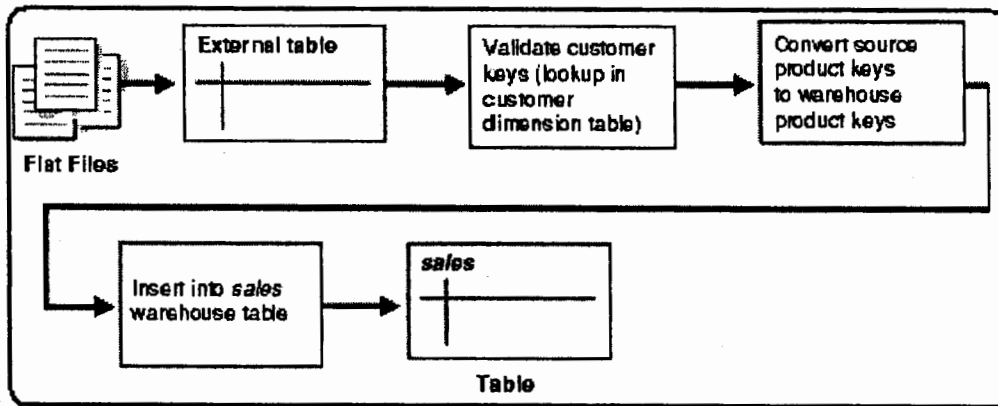 External table
Validate customer
keys (lookup in
customer
dimension table)
Convert source
product keys
to warehouse
product keys
Flat Files
Insert into sales
warehouse table
sales
Table